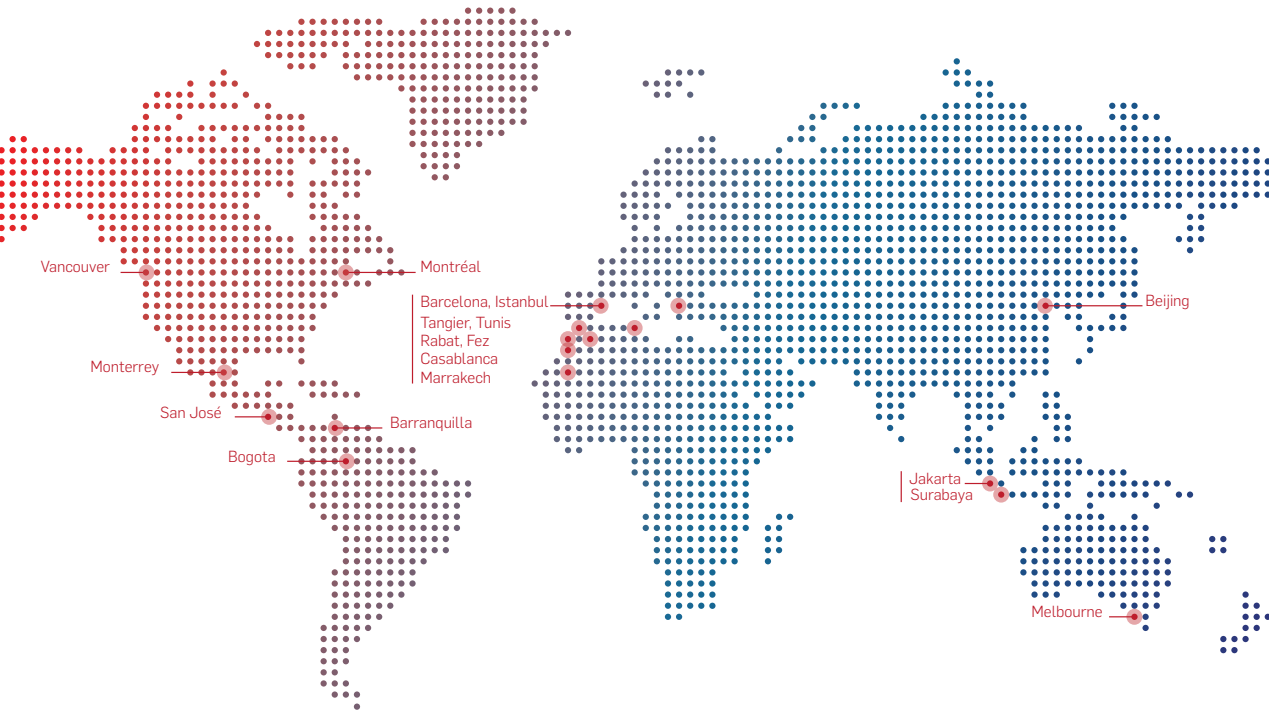 Vancouver
Montréal
Barcelona, Istanbul
Tangier, Tunis
Rabat, Fez
Casablanca
Marrakech
Beijing
Monterrey
San José
Barranquilla
Bogota
Jakarta
Surabaya
Melbourne